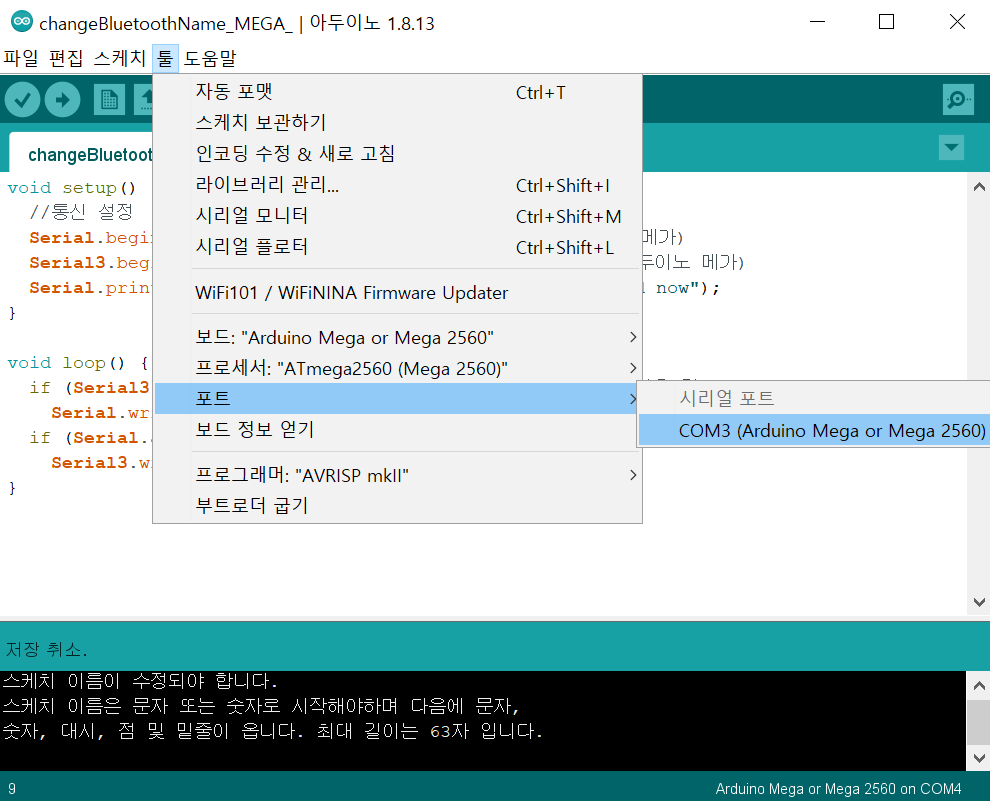 changeBluetoothName_MEGA_ | 아두이노 1.8.13
파일 편집 스케치 툴 도움말
자동 포맷 Ctrl+T
스케치 보관하기
인코딩 수정 & 새로 고침
라이브러리 관리... Ctrl+Shift+I
시리얼 모니터 Ctrl+Shift+M
시리얼 플로터 Ctrl+Shift+L
WiFi101 / WiFiNINA Firmware Updater
보드: "Arduino Mega or Mega 2560"
프로세서: "ATmega2560 (Mega 2560)"
포트
보드 정보 얻기
프로그래머: "AVRISP mkII"
부트로더 굽기
시리얼 포트
COM3 (Arduino Mega or Mega 2560)
changeBluetoot
void setup()
//통신 설정
Serial.begin 메가)
Serial3.beg 두이노 메가)
Serial.prin now");
}
void loop() {
if (Serial3
Serial.wr
if (Serial.
Serial3.w
}
저장 취소.
스케치 이름이 수정되야 합니다.
스케치 이름은 문자 또는 숫자로 시작해야하며 다음에 문자,
숫자, 대시, 점 및 밑줄이 옵니다. 최대 길이는 63자 입니다.
9 Arduino Mega or Mega 2560 on COM4